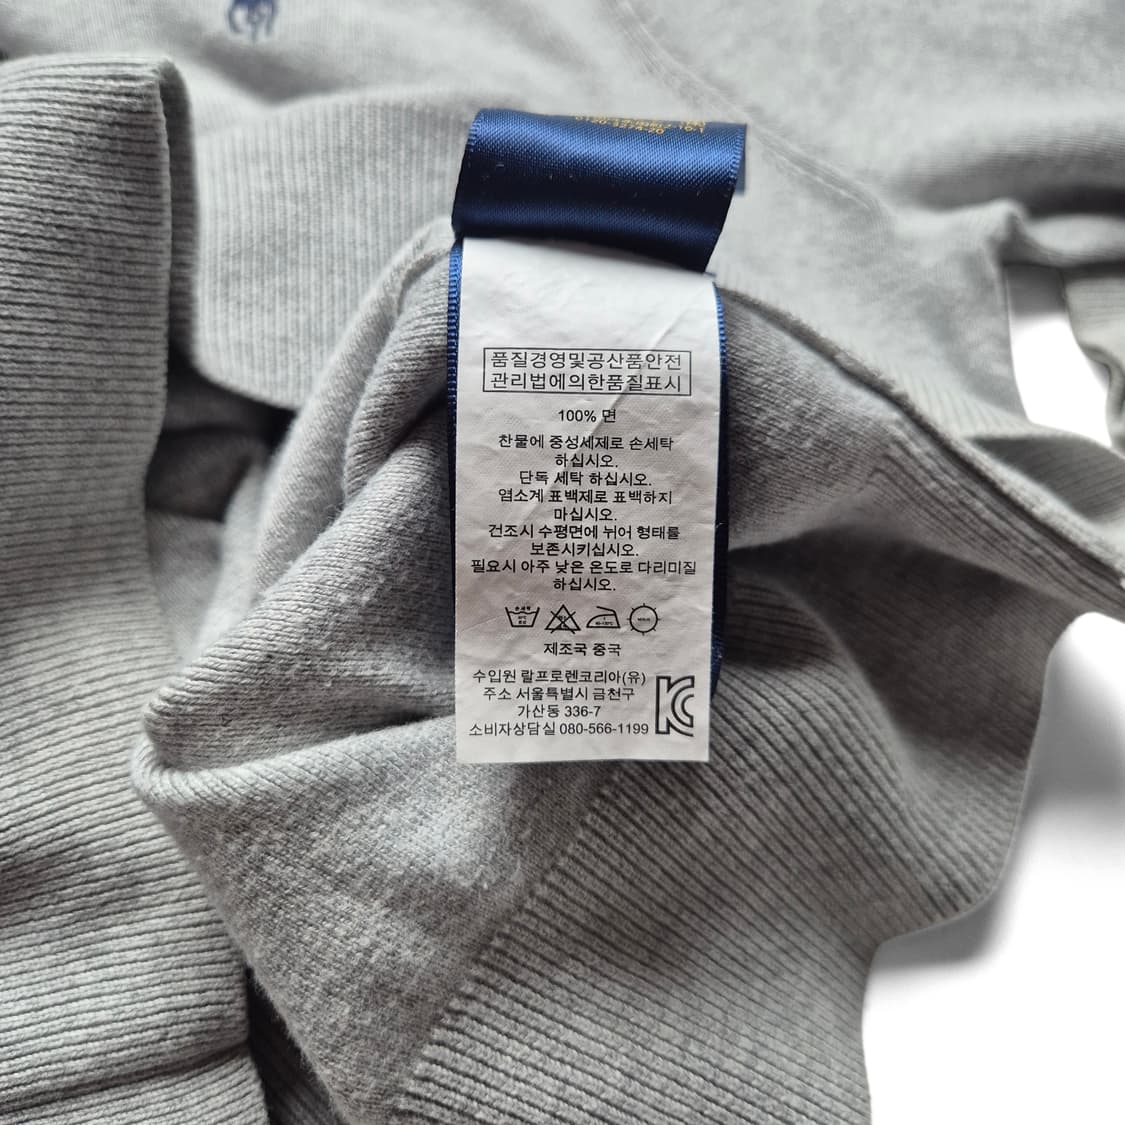 품질경영및공산품안전
관리법에의한품질표시
100% 면
찬물에 중성세제로 손세탁
하십시오.
단독 세탁 하십시오.
염소계 표백제로 표백하지
마십시오.
건조시 수평면에 뉘어 형태를
보존시키십시오.
필요시 아주 낮은 온도로 다리미질
하십시오.
제조국 중국
수입원 랄프로렌코리아(유)
주소 서울특별시 금천구
가산동 336-7
소비자상담실 080-566-1199